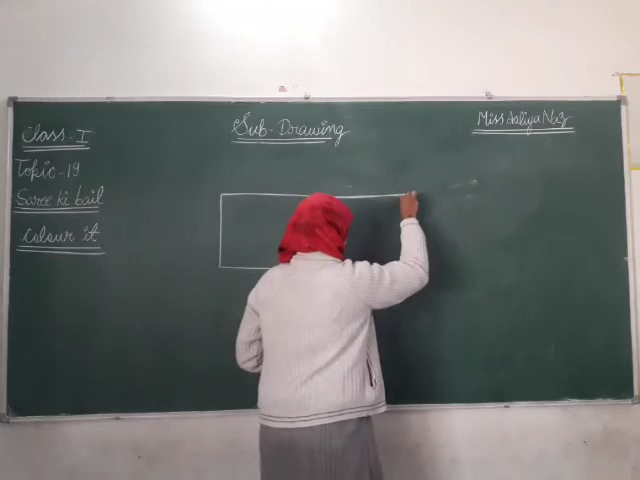 Class-I
Sub-Drawing
Miss Aaliya Naz
Topic-19
Saree ki bail
Colour it